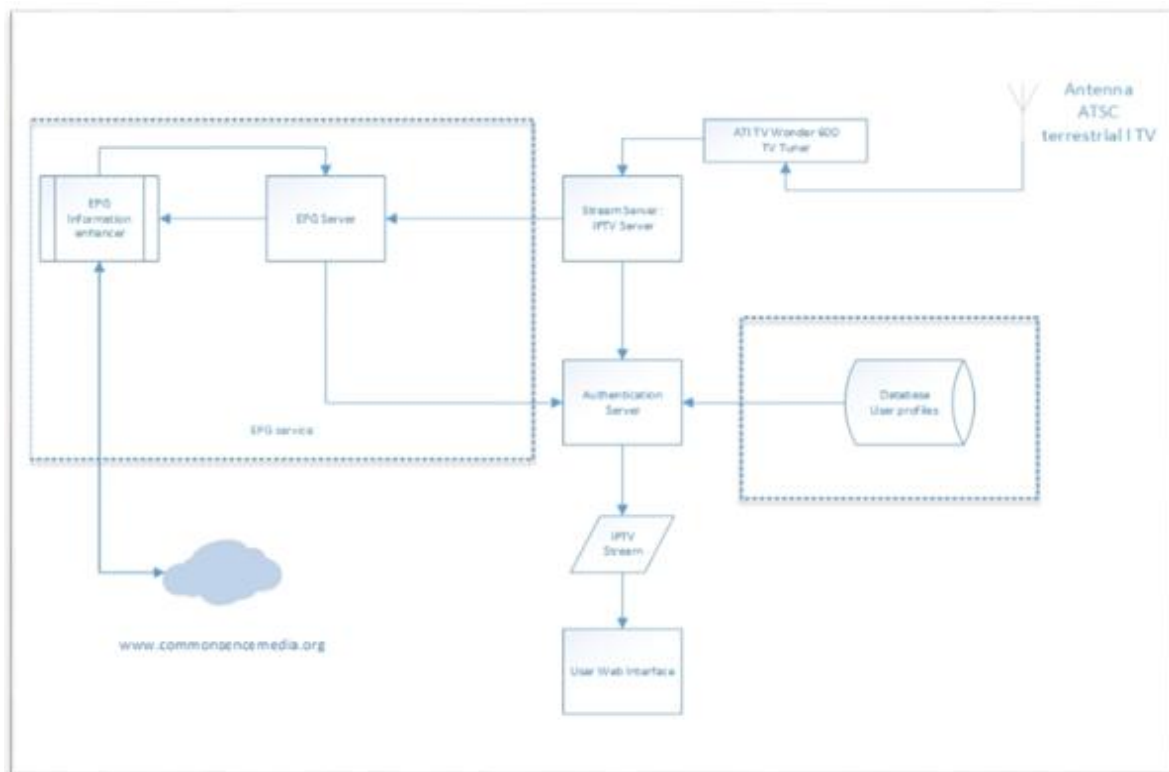 Antenna
ATSC
terrestrial l TV
ATI TV Wonder 600
TV Tuner
EPG
Information
enhancer
EPG Server
Stream Server:
IPTV Server
Authentication
Server
Database
User profiles
EPG service
IPTV
Stream
www.commonsencemedia.org
User Web Interface